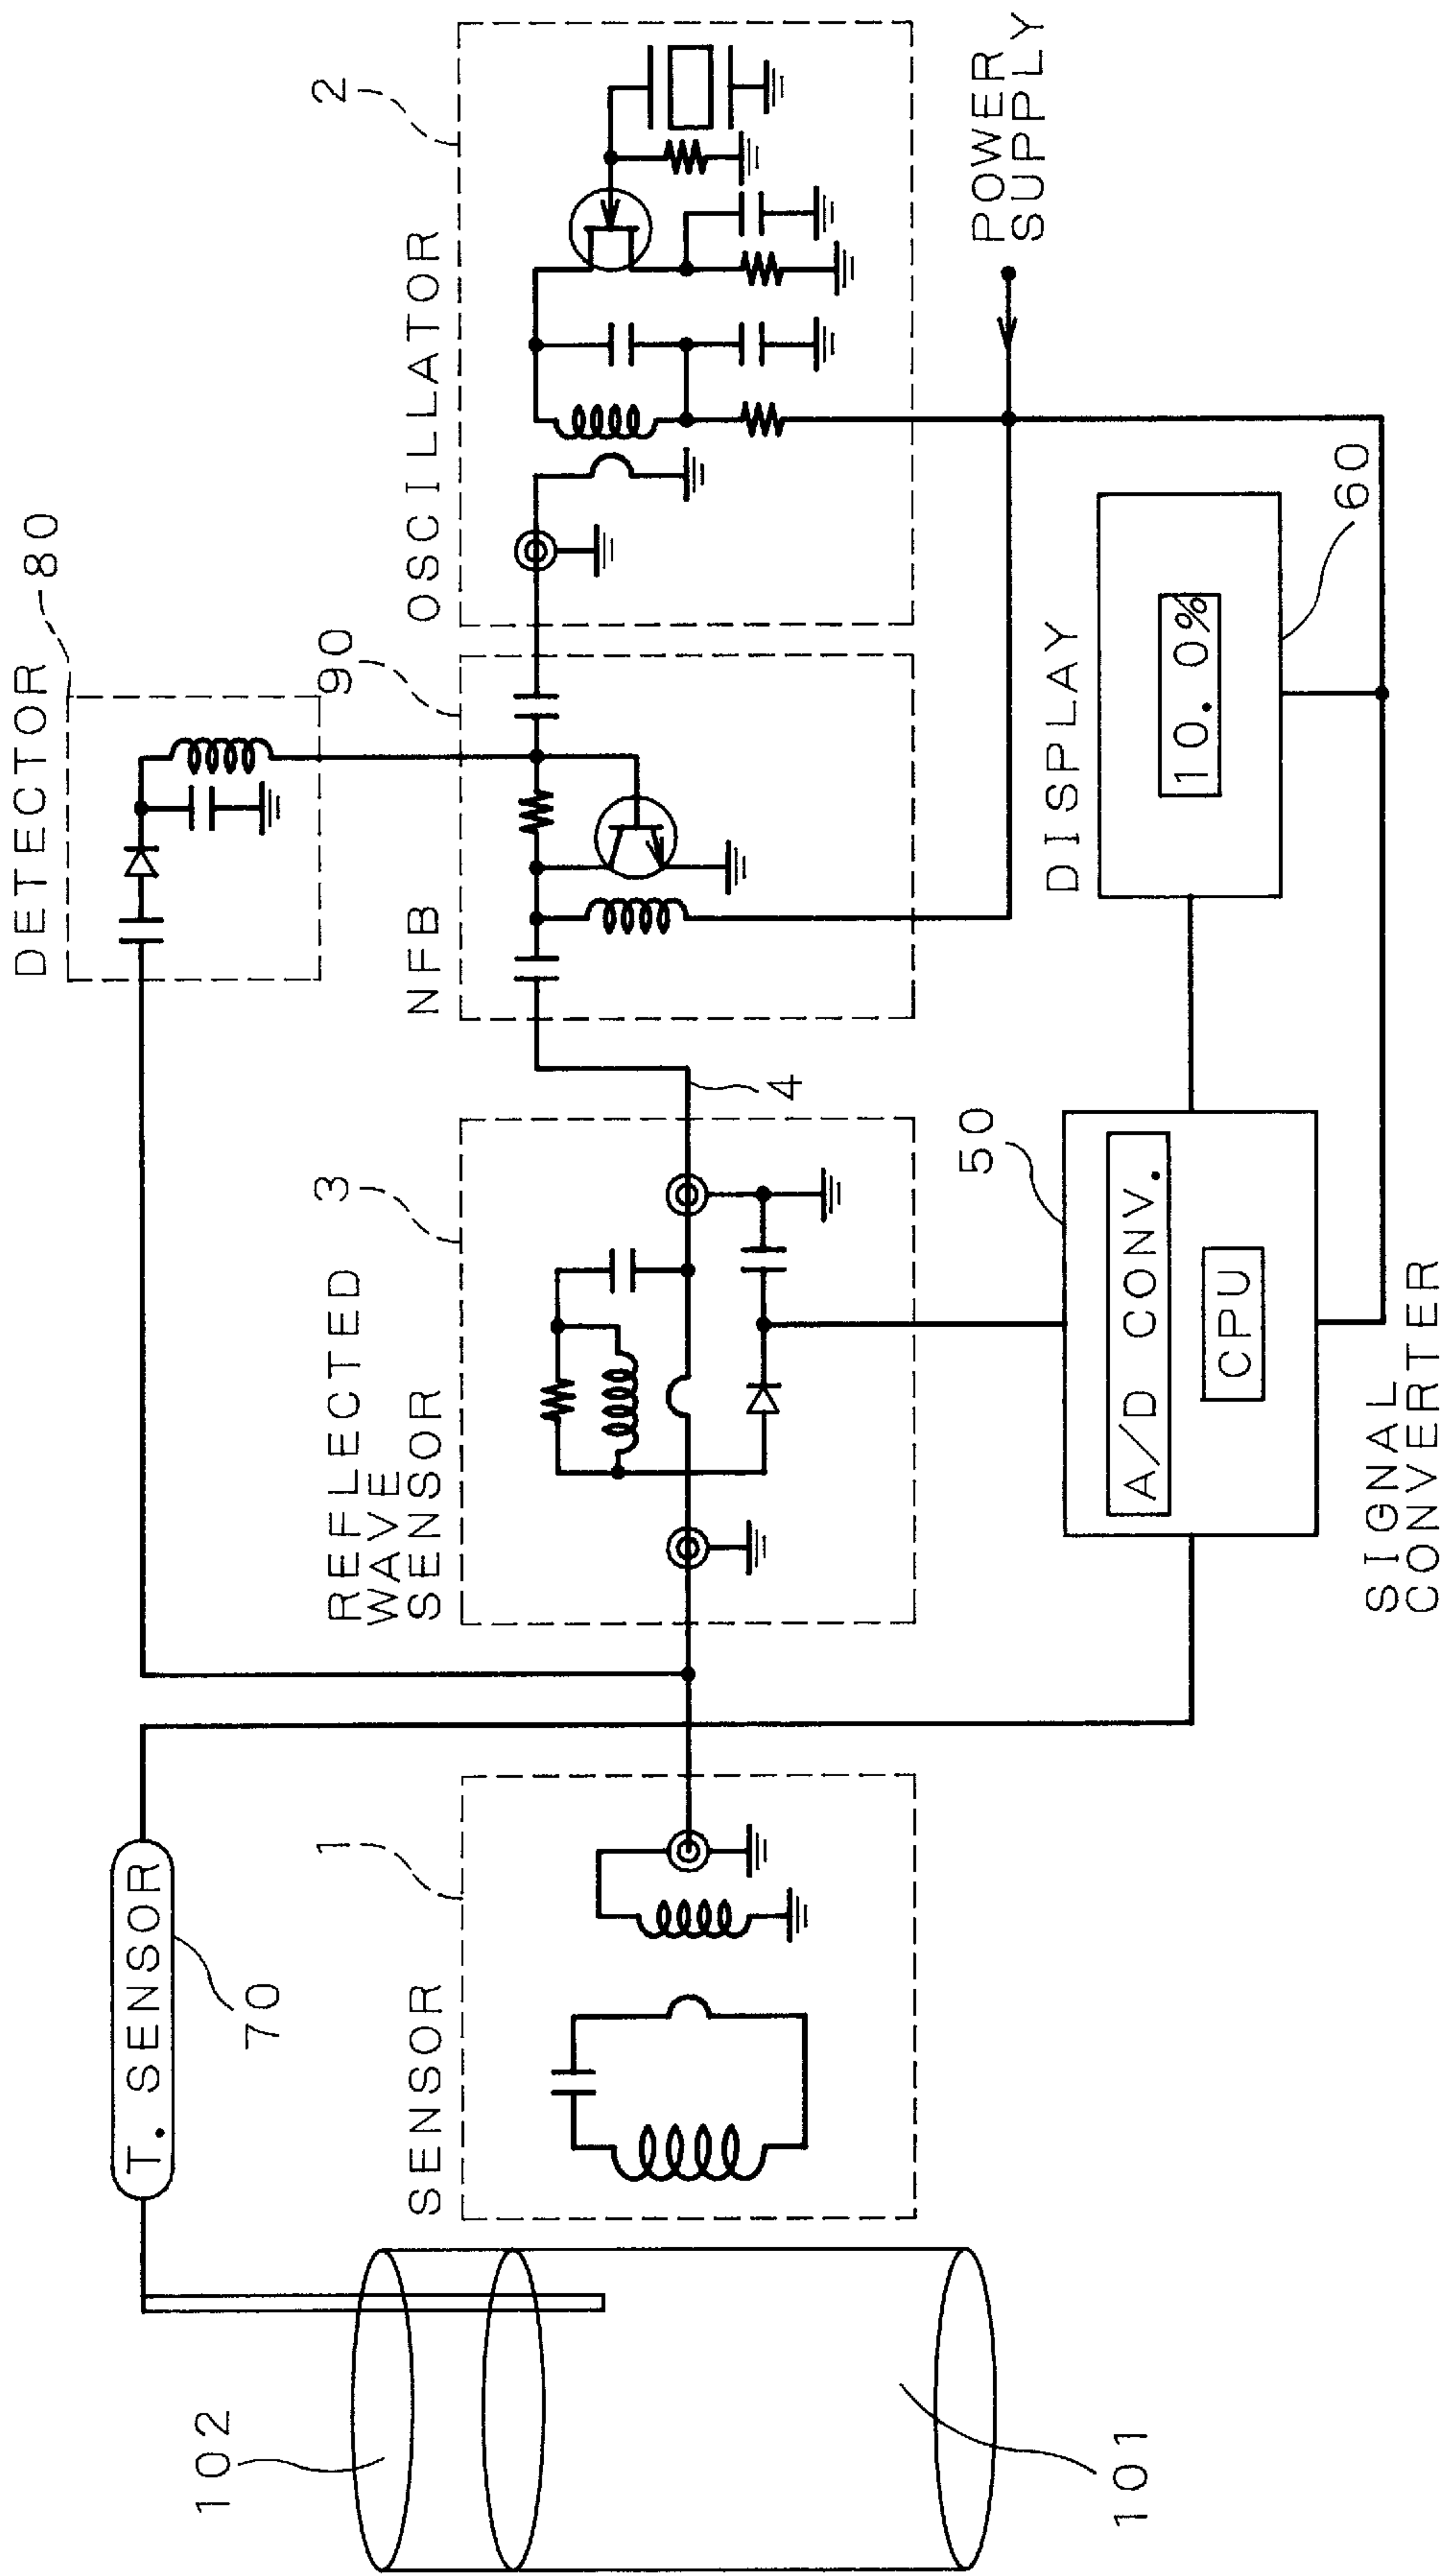 DETECTOR
80
NFB
90
OSCILLATOR
2
REFLECTED
WAVE
SENSOR
3
4
T. SENSOR
70
SENSOR
1
102
101
POWER
SUPPLY
DISPLAY
10. 0%
60
50
A/D CONV.
CPU
SIGNAL
CONVERTER